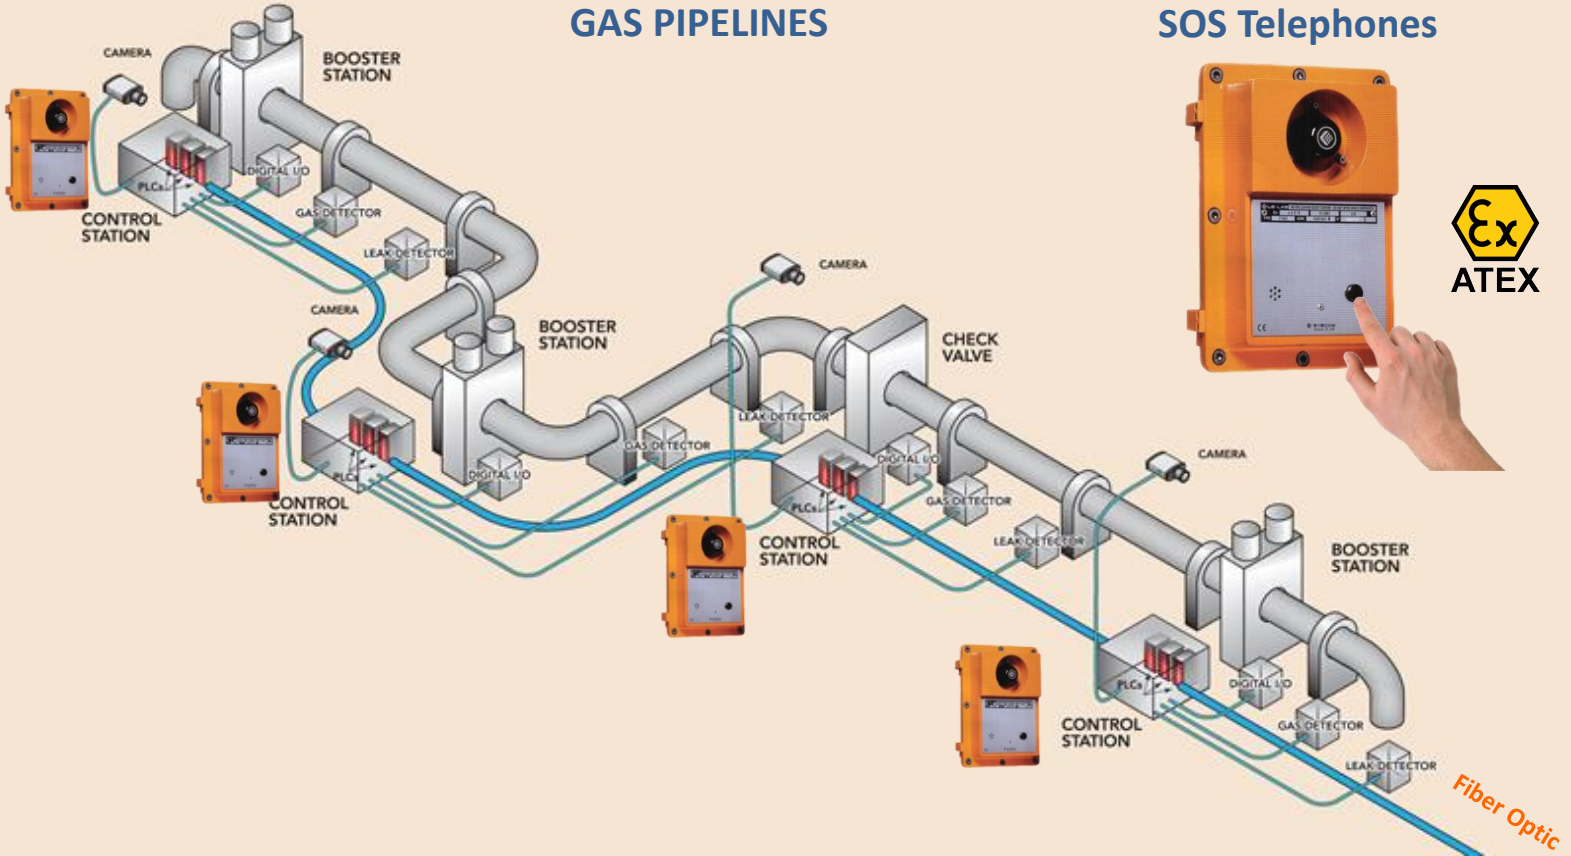 GAS PIPELINES
SOS Telephones
CAMERA
BOOSTER
STATION
PLCs
DIGITAL I/O
GAS DETECTOR
LEAK DETECTOR
CONTROL
STATION
Ex
ATEX
CAMERA
BOOSTER
STATION
PLCs
DIGITAL I/O
GAS DETECTOR
LEAK DETECTOR
CONTROL
STATION
CAMERA
CHECK
VALVE
PLCs
DIGITAL I/O
GAS DETECTOR
LEAK DETECTOR
CONTROL
STATION
CAMERA
BOOSTER
STATION
PLCs
DIGITAL I/O
GAS DETECTOR
LEAK DETECTOR
CONTROL
STATION
Fiber Optic
CE